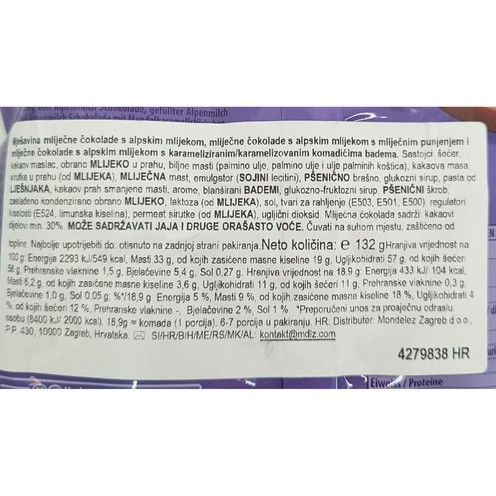 von Alpenmilch Schokolade, gefüllter Alpenmilch
Mješavina mliječne čokolade s alpskim mlijekom, mliječne čokolade s alpskim mlijekom s mliječnim punjenjem i
mliječne čokolade s alpskim mlijekom s karameliziranim/karamelizovanim komadićima badema. Sastojci: šećer,
kakaov maslac, obrano MLIJEKO u prahu, biljne masti (palmino ulje, palmino ulje i ulje palminih koštica), kakaova masa,
sirutka u prahu (od MLIJEKA), MLIJEČNA mast, emulgator (SOJINI lecitini), PŠENIČNO brašno, glukozni sirup, pasta od
LJEŠNJAKA, kakaov prah smanjene masti, arome, blanširani BADEMI, glukozno-fruktozni sirup, PŠENIČNI škrob,
zaslađeno kondenzirano obrano MLIJEKO, laktoza (od MLIJEKA), sol, tvari za rahljenje (E503, E501, E500), regulatori
kiselosti (E524, limunska kiselina), permeat sirutke (od MLIJEKA), ugljični dioksid. Mliječna čokolada sadrži: kakaovi
dijelovi min. 30%. MOŽE SADRŽAVATI JAJA I DRUGE ORAŠASTO VOĆE. Čuvati na suhom mjestu, zaštićeno od
topline. Najbolje upotrijebiti do: otisnuto na zadnjoj strani pakiranja. Neto količina: e 132 g Hranjiva vrijednost na
100 g: Energija 2293 kJ/549 kcal, Masti 33 g, od kojih zasićene masne kiseline 19 g, Ugljikohidrati 57 g, od kojih šećeri
56 g, Prehranske vlaknine 1,5 g, Bjelačevine 5,4 g, Sol 0,27 g. Hranjiva vrijednost na 18.9 g: Energija 433 kJ/ 104 kcal,
Masti 6,2 g, od kojih zasićene masne kiseline 3,6 g, Ugljikohidrati 11 g, od kojih šećeri 11 g, Prehranske vlaknine 0,3 g,
Bjelačevine 1,0 g, Sol 0,05 g. %*/18,9 g: Energija 5 %, Masti 9 %, od kojih zasićene masne kiseline 18 %, Ugljikohidrati 4
%, od kojih šećeri 12 %, Prehranske vlaknine -, Bjelačevine 2 %, Sol 1 %. *Preporučeni unos za prosječnu odraslu
osobu (8400 kJ/ 2000 kcal). 18,9g ≈ komada (1 porcija). 6-7 porcija u pakiranju. HR: Distributer: Mondelez Zagreb d.o.o.,
P.P. 430, 10000 Zagreb, Hrvatska. ✉ SI/HR/BIH/ME/RS/MK/AL: kontakt@mdlz.com
4279838 HR
Eiweiss / Proteine